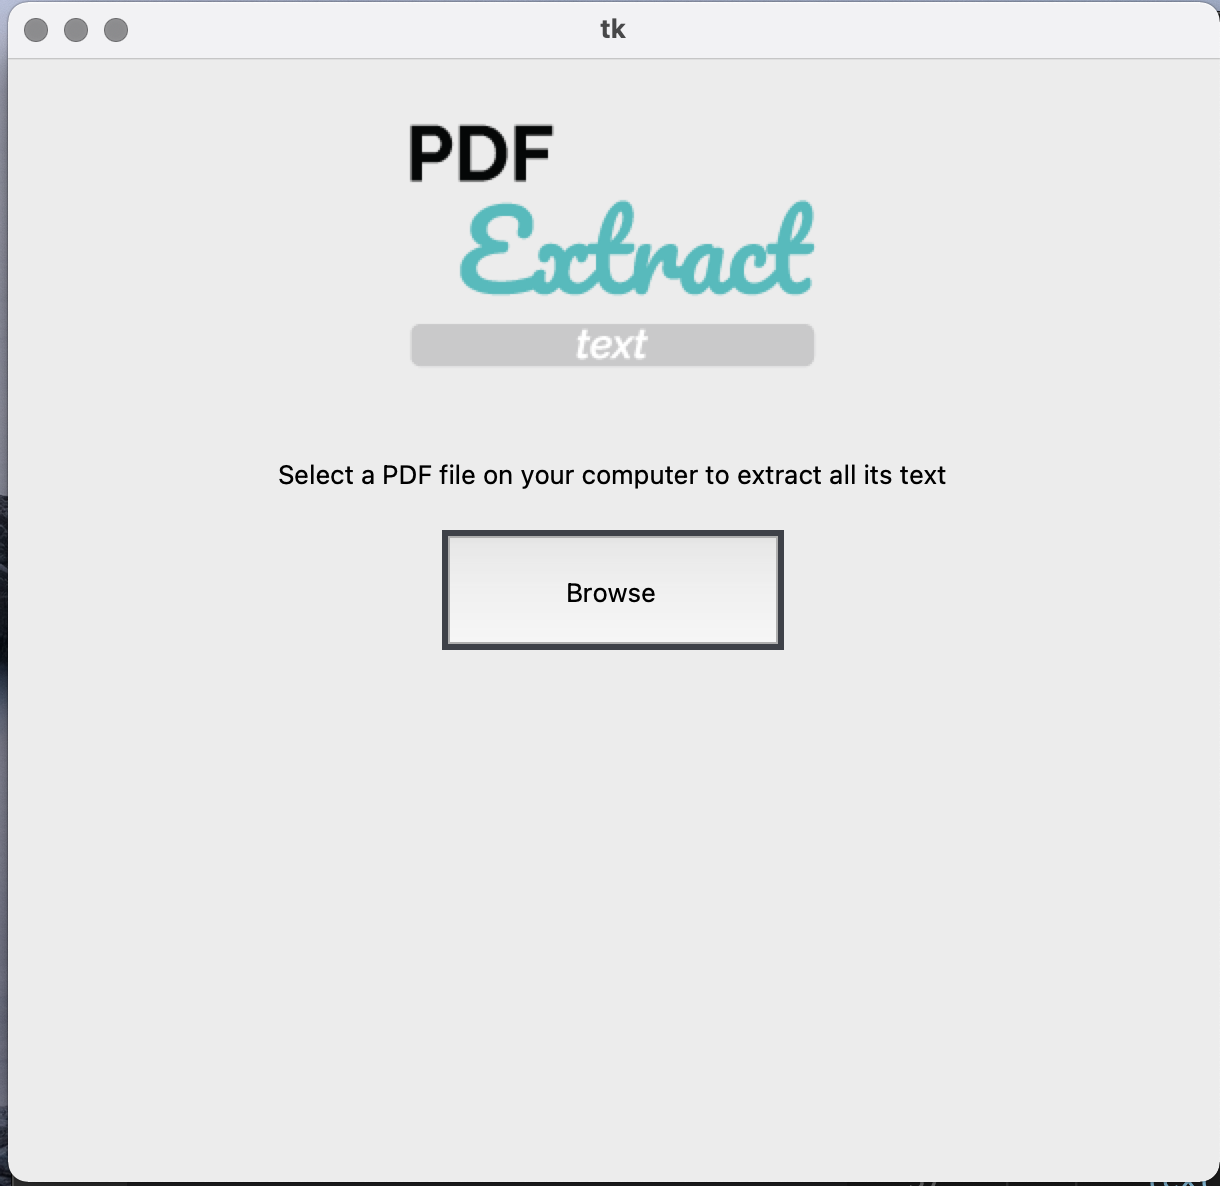 tk
PDF
Extract
text
Select a PDF file on your computer to extract all its text
Browse